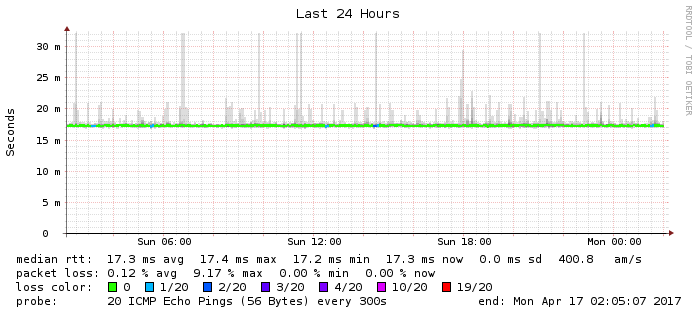 Last 24 Hours
RRDTOOL / TOBI OETIKER
Seconds
30 m
25 m
20 m
15 m
10 m
5 m
0
Sun 06:00 Sun 12:00 Sun 18:00 Mon 00:00
median rtt: 17.3 ms avg 17.4 ms max 17.2 ms min 17.3 ms now 0.0 ms sd 400.8 am/s
packet loss: 0.12 % avg 9.17 % max 0.00 % min 0.00 % now
loss color: 0 1/20 2/20 3/20 4/20 10/20 19/20
probe: 20 ICMP Echo Pings (56 Bytes) every 300s end: Mon Apr 17 02:05:07 2017